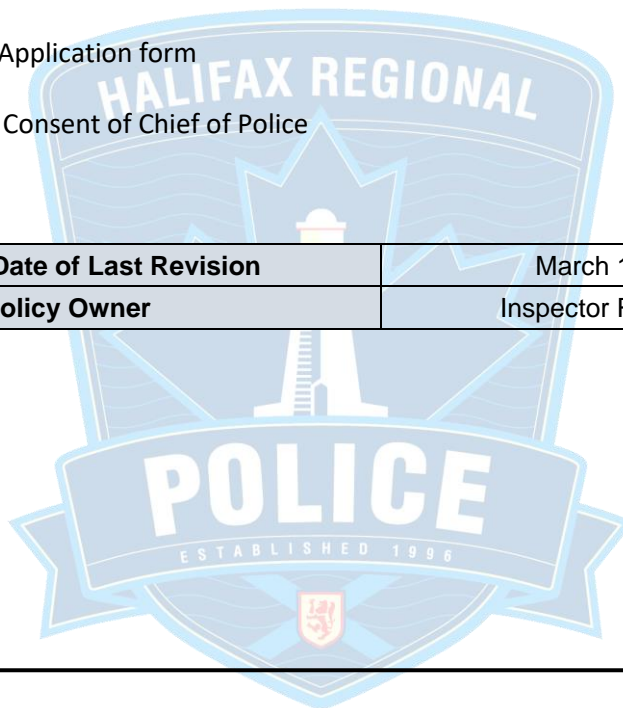 Application form
HALIFAX REGIONAL
Consent of Chief of Police
Date of Last Revision March 1
Policy Owner Inspector
POLICE
ESTABLISHED 1996